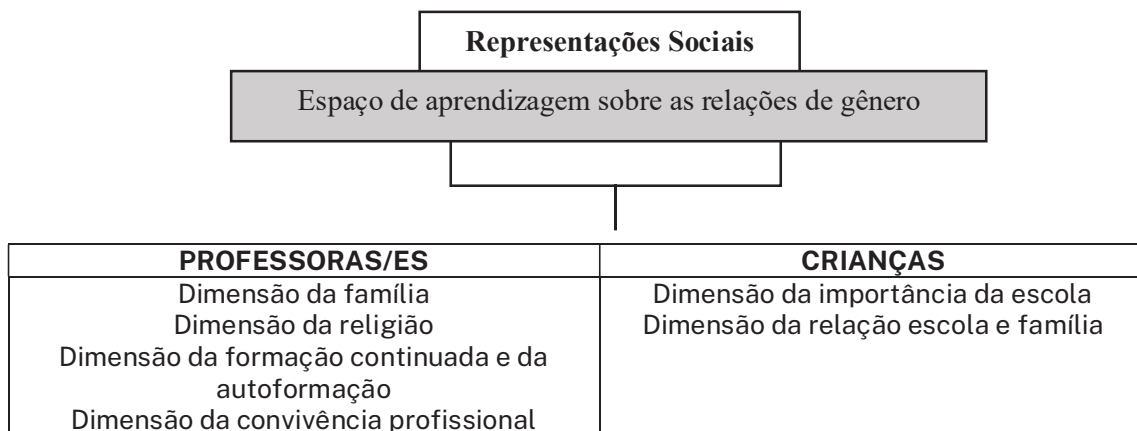 Representações Sociais
Espaço de aprendizagem sobre as relações de gênero
PROFESSORAS/ES
Dimensão da família
Dimensão da religião
Dimensão da formação continuada e da
autoformação
Dimensão da convivência profissional
CRIANÇAS
Dimensão da importância da escola
Dimensão da relação escola e família